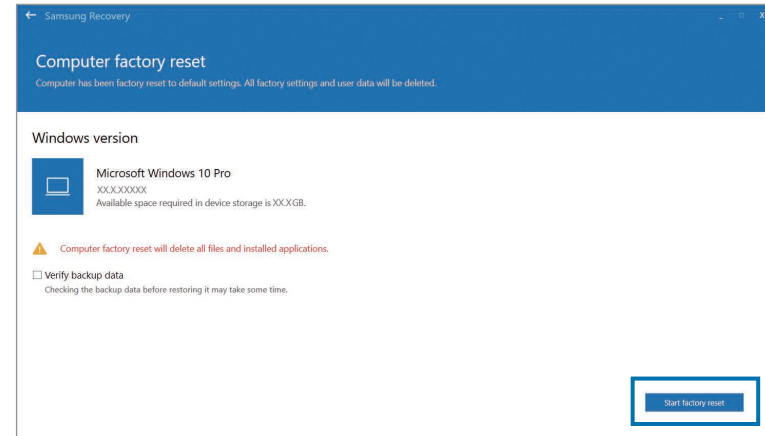 Samsung Recovery
Computer factory reset
Computer has been factory reset to default settings. All factory settings and user data will be deleted.
Windows version
Microsoft Windows 10 Pro
XX.X.XXXXX
Available space required in device storage is XX.XGB.
Computer factory reset will delete all files and installed applications.
Verify backup data
Checking the backup data before restoring it may take some time.
Start factory reset